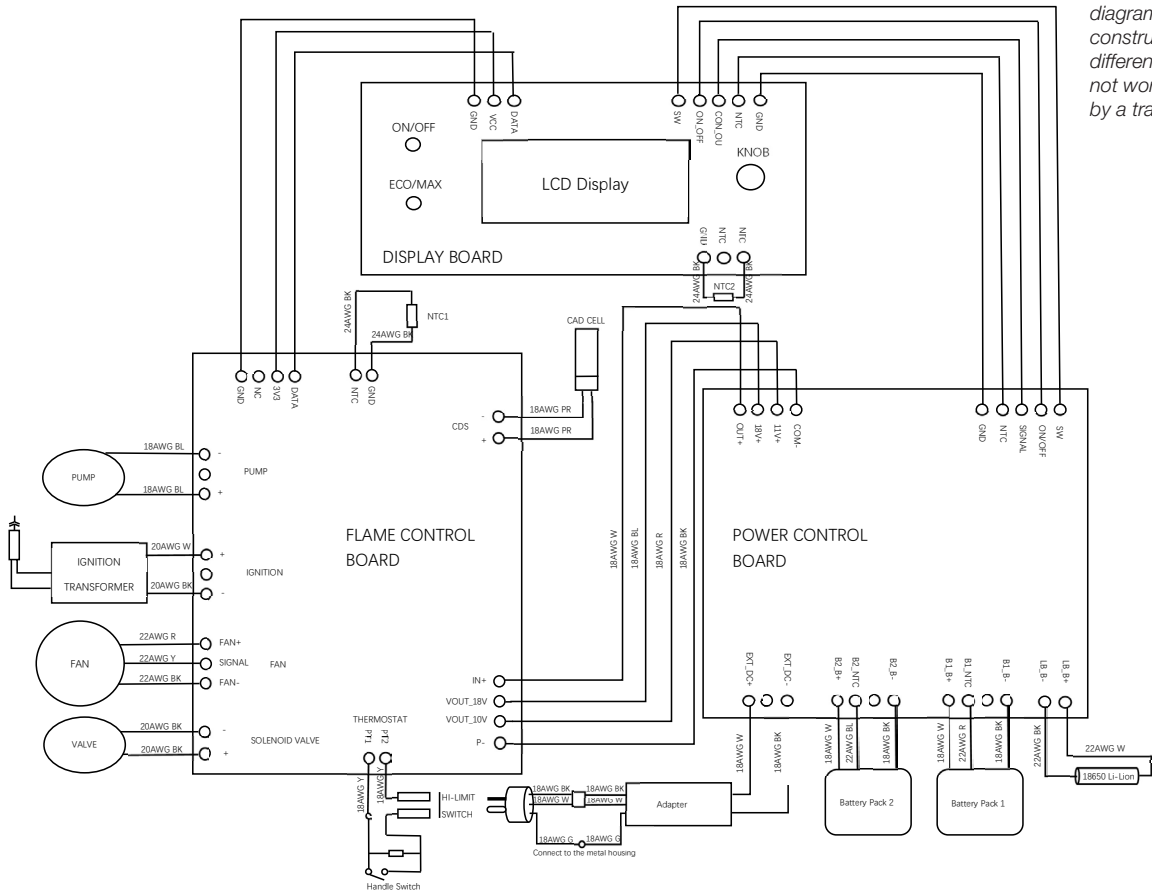 diagram
constru
differen
not wor
by a tra
GND
VCC
DATA
SW
ON_OFF
CON_OU
NTC
GND
ON/OFF
ECO/MAX
LCD Display
KNOB
DISPLAY BOARD
GND
NTC
NTC
24AWG BK
NTC2
24AWG BK
24AWG BK
24AWG BK
NTC1
CAD CELL
GND
NC
3V3
DATA
NTC
GND
18AWG PR
18AWG PR
CDS
-
+
OUT+
18V+
11V+
COM-
GND
NTC
SIGNAL
ON/OFF
SW
18AWG BL
PUMP
18AWG BL
-
PUMP
+
FLAME CONTROL
BOARD
POWER CONTROL
BOARD
18AWG W
18AWG BL
18AWG R
18AWG BK
IGNITION
TRANSFORMER
20AWG W
20AWG BK
+
IGNITION
-
FAN
22AWG R
22AWG Y
22AWG BK
FAN+
SIGNAL
FAN-
FAN
VALVE
20AWG BK
20AWG BK
-
SOLENOID VALVE
+
IN+
VOUT_18V
VOUT_10V
P-
THERMOSTAT
PT1
PT2
18AWG Y
18AWG Y
HI-LIMIT
SWITCH
Handle Switch
EXT_DC+
EXT_DC-
B2_B+
B2_NTC
B2_B-
B1_B+
B1_NTC
B1_B-
LB_B-
LB_B+
18AWG W
18AWG BK
18AWG W
22AWG BL
18AWG BK
18AWG W
22AWG R
18AWG BK
22AWG BK
22AWG W
18650 Li-Lion
18AWG BK
18AWG BK
18AWG W
18AWG W
Adapter
18AWG G
18AWG G
Connect to the metal housing
Battery Pack 2
Battery Pack 1